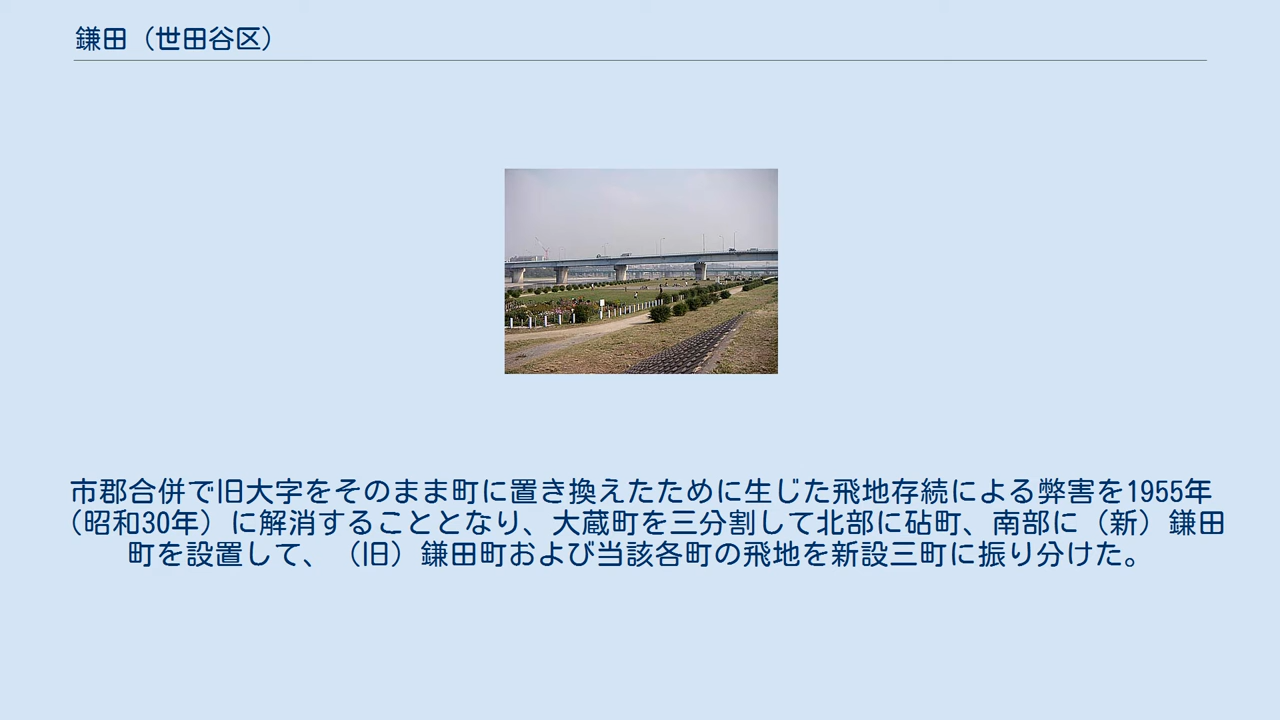 鎌田（世田谷区）
市郡合併で旧大字をそのまま町に置き換えたために生じた飛地存続による弊害を1955年
（昭和30年）に解消することとなり、大蔵町を三分割して北部に砧町、南部に（新）鎌田
町を設置して、（旧）鎌田町および当該各町の飛地を新設三町に振り分けた。